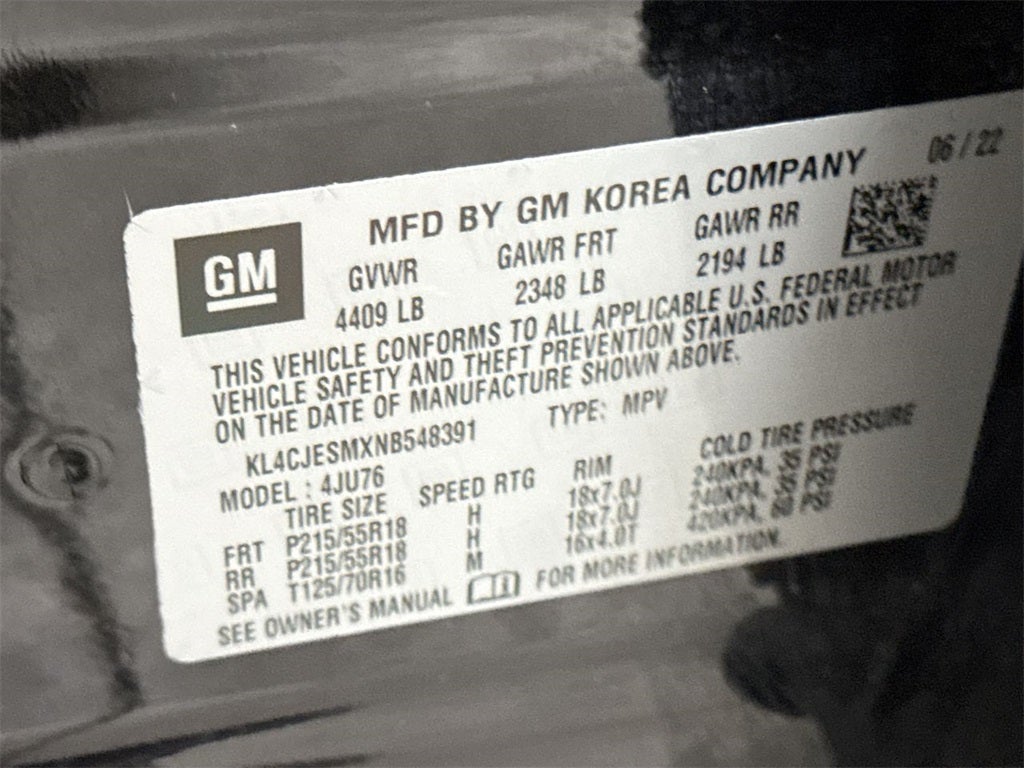 06/22
MFD BY GM KOREA COMPANY
GM
GVWR GAWR FRT GAWR RR
4409 LB 2348 LB 2194 LB
THIS VEHICLE CONFORMS TO ALL APPLICABLE U.S. FEDERAL MOTOR
VEHICLE SAFETY AND THEFT PREVENTION STANDARDS IN EFFECT
ON THE DATE OF MANUFACTURE SHOWN ABOVE.
KL4CJESMXNB548391 TYPE: MPV
MODEL : 4JU76
TIRE SIZE SPEED RTG RIM COLD TIRE PRESSURE
FRT P215/55R18 H 18x7.0J 240KPA, PSI
RR P215/55R18 H 18x7.0J 240KPA, PSI
SPA T125/70R16 M 16x4.0T 420KPA, 60 PSI
SEE OWNER'S MANUAL FOR MORE INFORMATION.